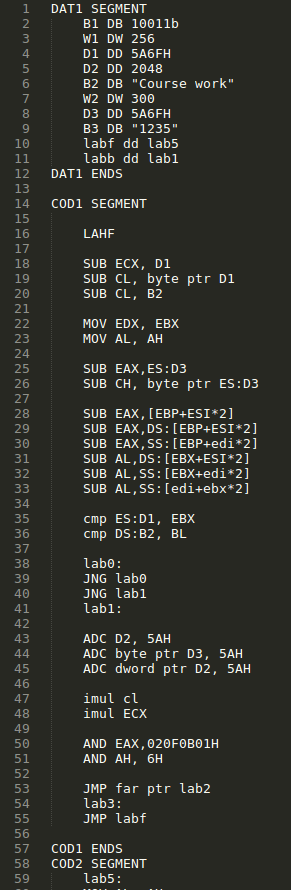 1 DAT1 SEGMENT
2 B1 DB 10011b
3 W1 DW 256
4 D1 DD 5A6FH
5 D2 DD 2048
6 B2 DB "Course work"
7 W2 DW 300
8 D3 DD 5A6FH
9 B3 DB "1235"
10 labf dd lab5
11 labb dd lab1
12 DAT1 ENDS
13
14 COD1 SEGMENT
15
16 LAHF
17
18 SUB ECX, D1
19 SUB CL, byte ptr D1
20 SUB CL, B2
21
22 MOV EDX, EBX
23 MOV AL, AH
24
25 SUB EAX,ES:D3
26 SUB CH, byte ptr ES:D3
27
28 SUB EAX,[EBP+ESI*2]
29 SUB EAX,DS:[EBP+ESI*2]
30 SUB EAX,SS:[EBP+edi*2]
31 SUB AL,DS:[EBX+ESI*2]
32 SUB AL,SS:[EBX+edi*2]
33 SUB AL,SS:[edi+ebx*2]
34
35 cmp ES:D1, EBX
36 cmp DS:B2, BL
37
38 lab0:
39 JNG lab0
40 JNG lab1
41 lab1:
42
43 ADC D2, 5AH
44 ADC byte ptr D3, 5AH
45 ADC dword ptr D2, 5AH
46
47 imul cl
48 imul ECX
49
50 AND EAX,020F0B01H
51 AND AH, 6H
52
53 JMP far ptr lab2
54 lab3:
55 JMP labf
56
57 COD1 ENDS
58 COD2 SEGMENT
59 lab5: